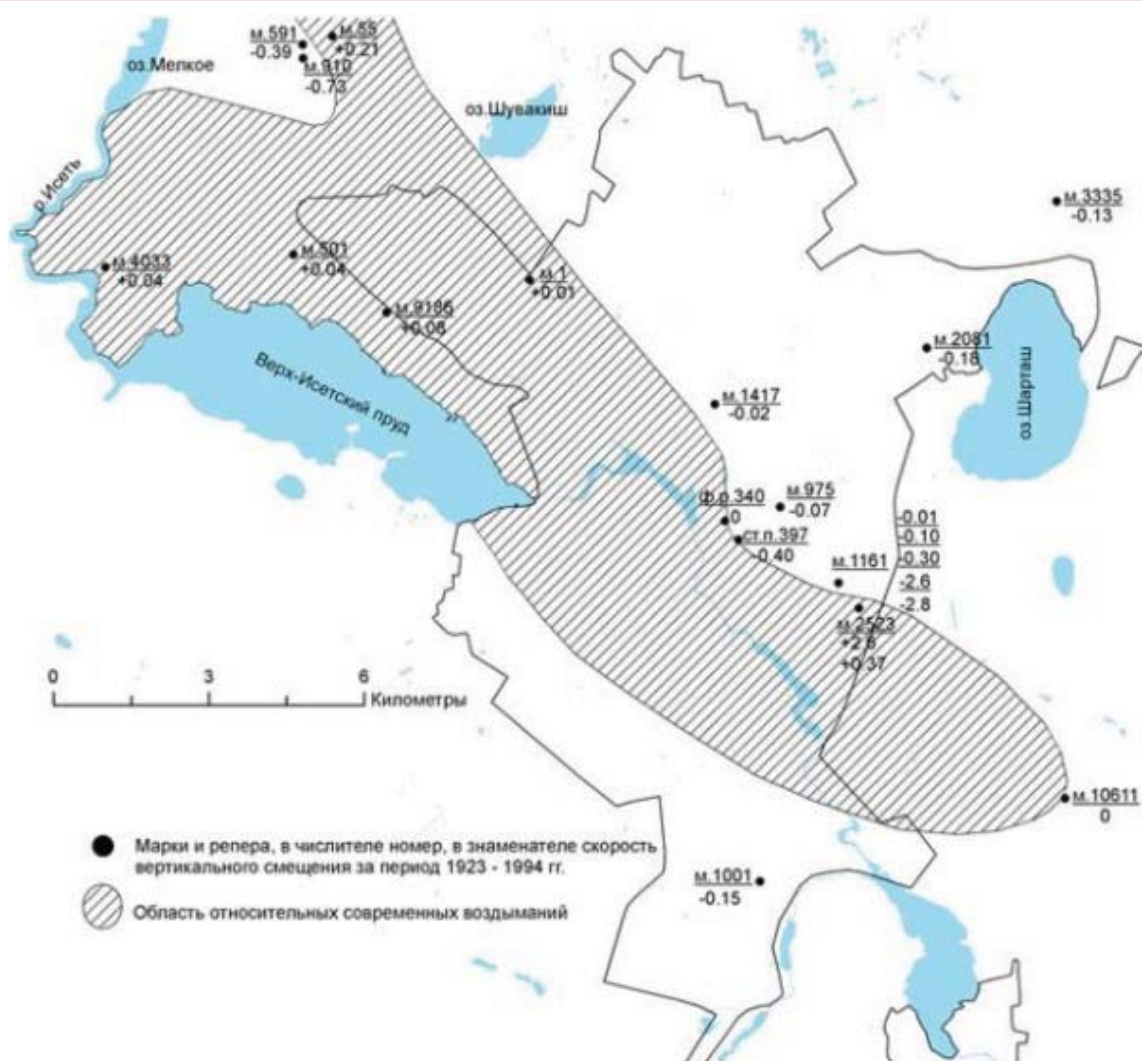 м.591
-0.39
м.910
-0.73
м.55
+0.21
оз.Мелкое
оз.Шувакиш
р.Исеть
м.3335
-0.13
м.4033
+0.04
м.501
+0.04
м.1
+0.01
м.9186
+0.08
м.2081
-0.18
оз.Шарташ
Верх-Исетский пруд
м.1417
-0.02
ф.р.340
0
м.975
-0.07
ст.п.397
-0.40
м.1161
-0.01
-0.10
-0.30
-2.6
-2.8
м.2523
+2.6
+0.37
0 3 6
Километры
м.10611
0
м.1001
-0.15
Марки и репера, в числителе номер, в знаменателе скорость
вертикального смещения за период 1923 - 1994 гг.
Область относительных современных воздыманий